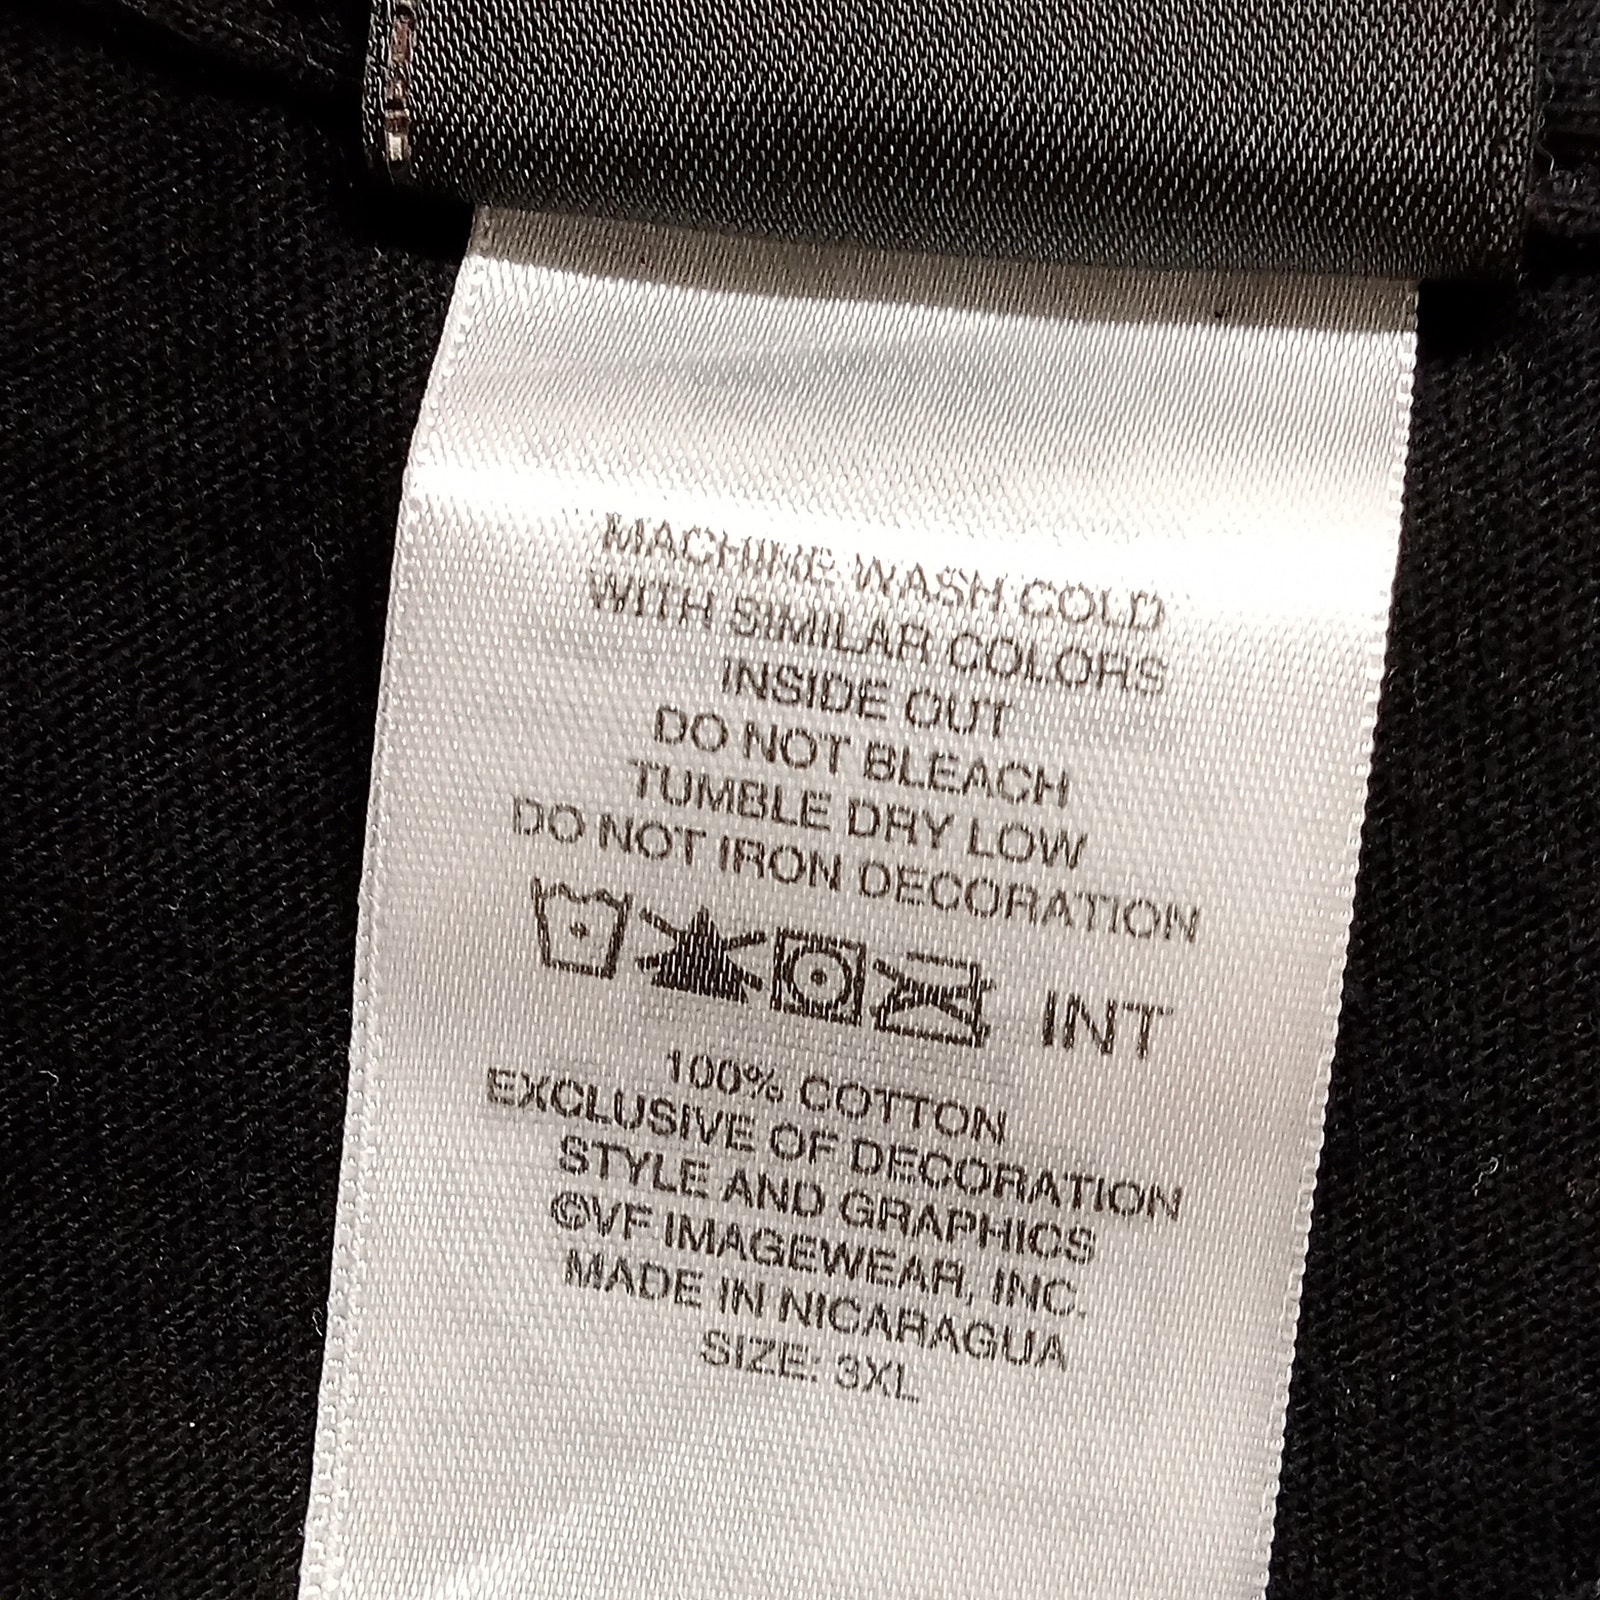 MACHINE WASH COLD
WITH SIMILAR COLORS
INSIDE OUT
DO NOT BLEACH
TUMBLE DRY LOW
DO NOT IRON DECORATION
INT
100% COTTON
EXCLUSIVE OF DECORATION
STYLE AND GRAPHICS
©VF IMAGEWEAR, INC.
MADE IN NICARAGUA
SIZE: 3XL